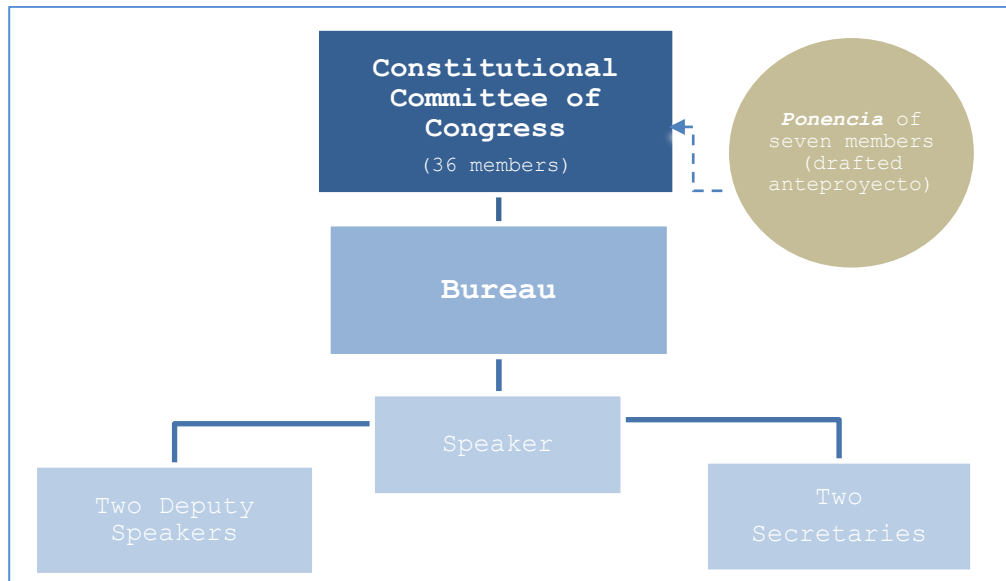 Constitutional
Committee of
Congress
(36 members)
Ponencia of
seven members
(drafted
anteproyecto)
Bureau
Speaker
Two Deputy
Speakers
Two
Secretaries